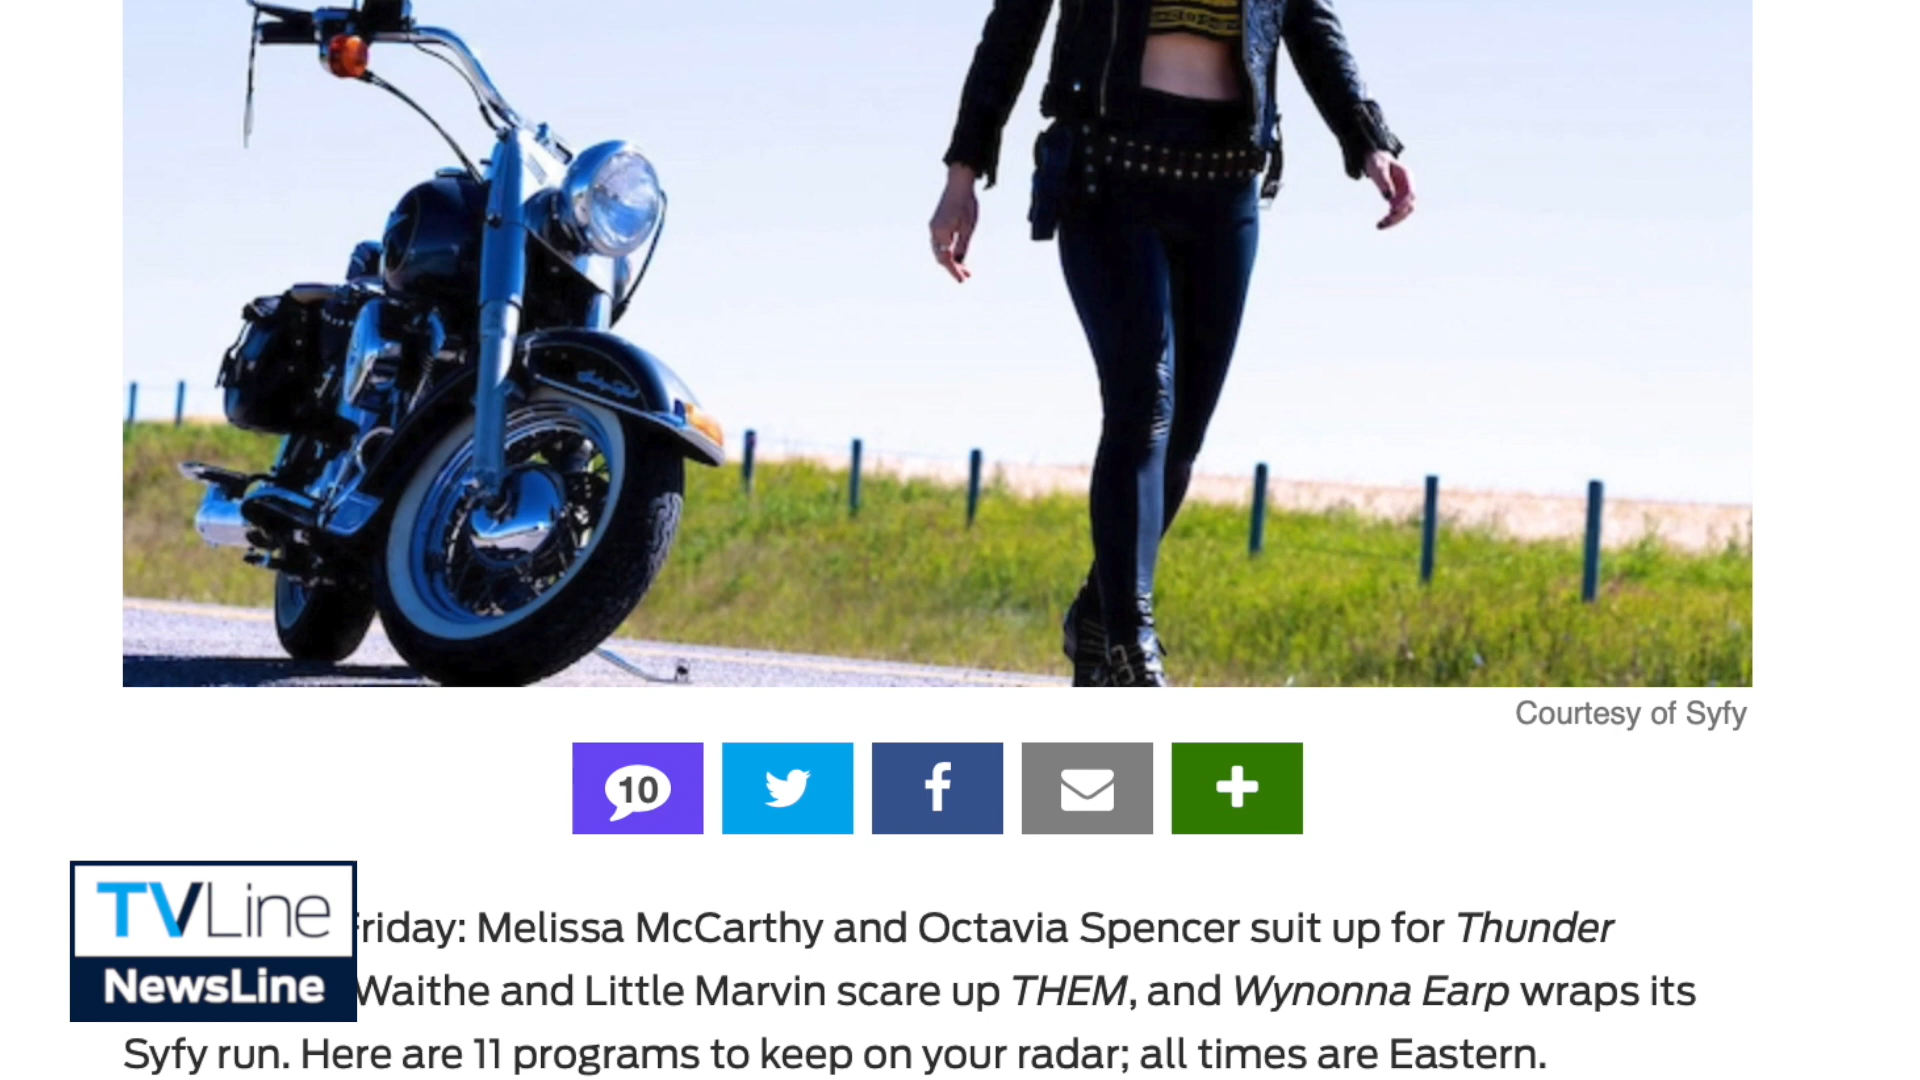 Courtesy of Syfy
10
TVLine
NewsLine
Friday: Melissa McCarthy and Octavia Spencer suit up for Thunder
Waithe and Little Marvin scare up THEM, and Wynonna Earp wraps its
Syfy run. Here are 11 programs to keep on your radar; all times are Eastern.